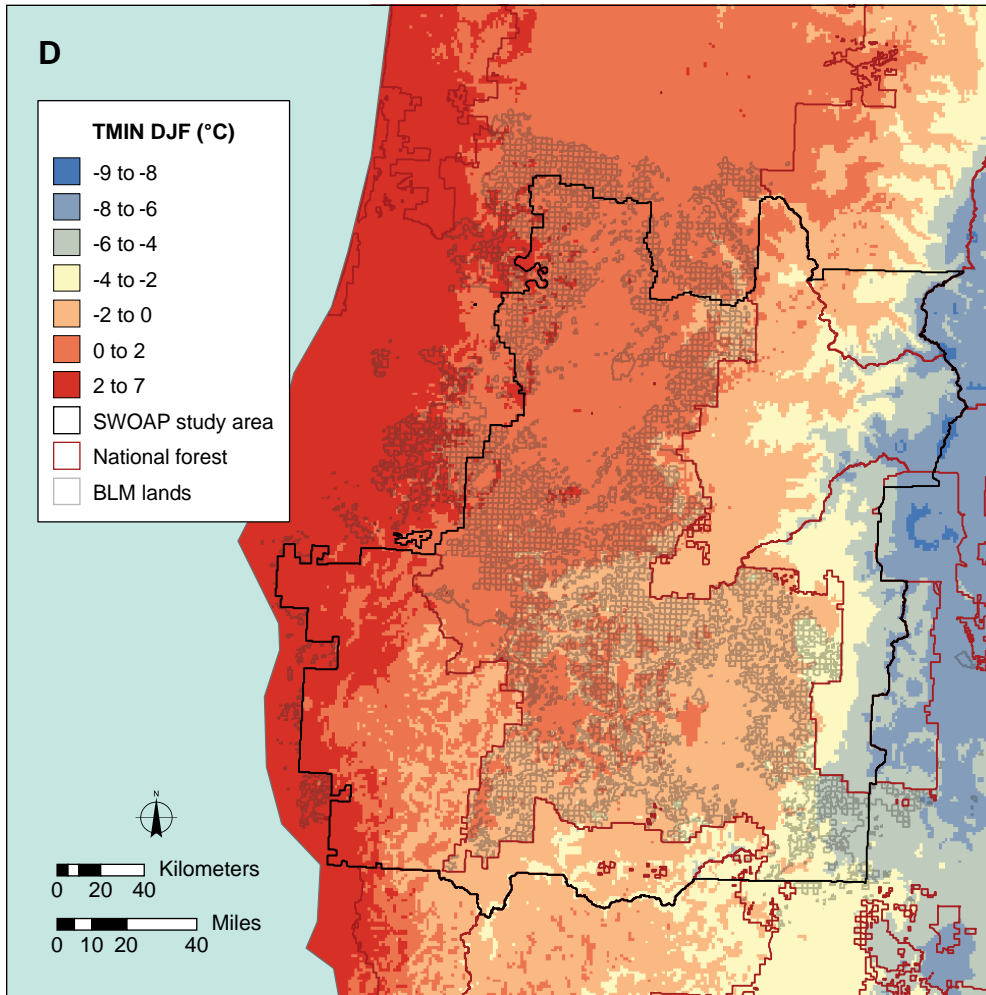 D
TMIN DJF (°C)
-9 to -8
-8 to -6
-6 to -4
-4 to -2
-2 to 0
0 to 2
2 to 7
SWOAP study area
National forest
BLM lands
N
Kilometers
0 20 40
Miles
0 10 20 40